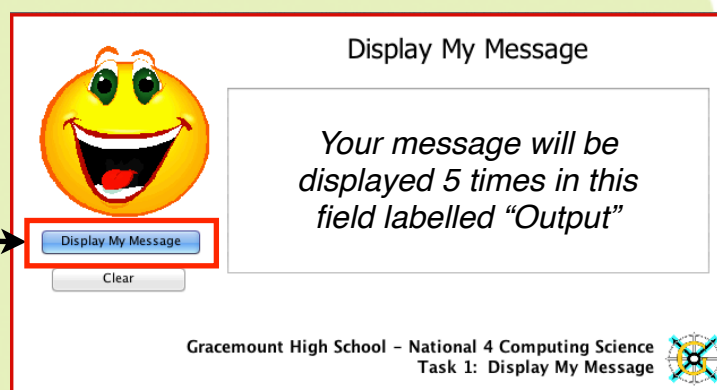 Display My Message
Your message will be
displayed 5 times in this
field labelled “Output”
Display My Message
Clear
Gracemount High School – National 4 Computing Science
Task 1: Display My Message